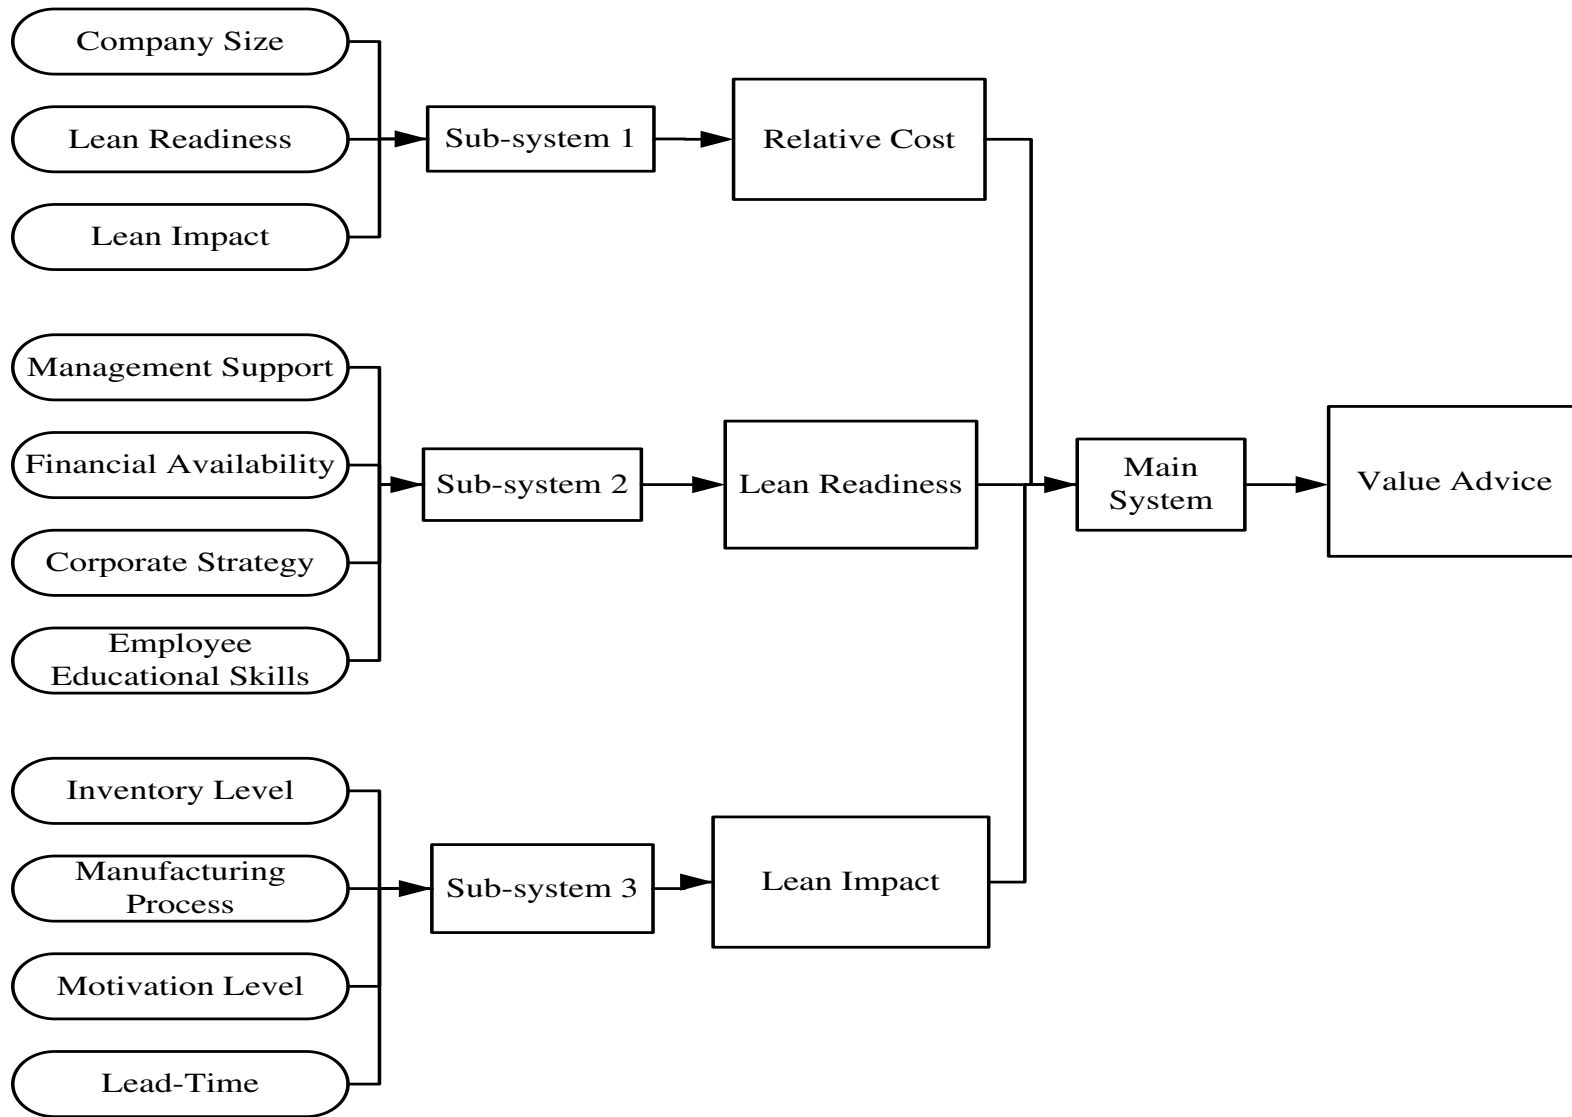 Company Size
Lean Readiness
Lean Impact
Sub-system 1
Relative Cost
Management Support
Financial Availability
Corporate Strategy
Employee
Educational Skills
Sub-system 2
Lean Readiness
Main
System
Value Advice
Inventory Level
Manufacturing
Process
Motivation Level
Lead-Time
Sub-system 3
Lean Impact